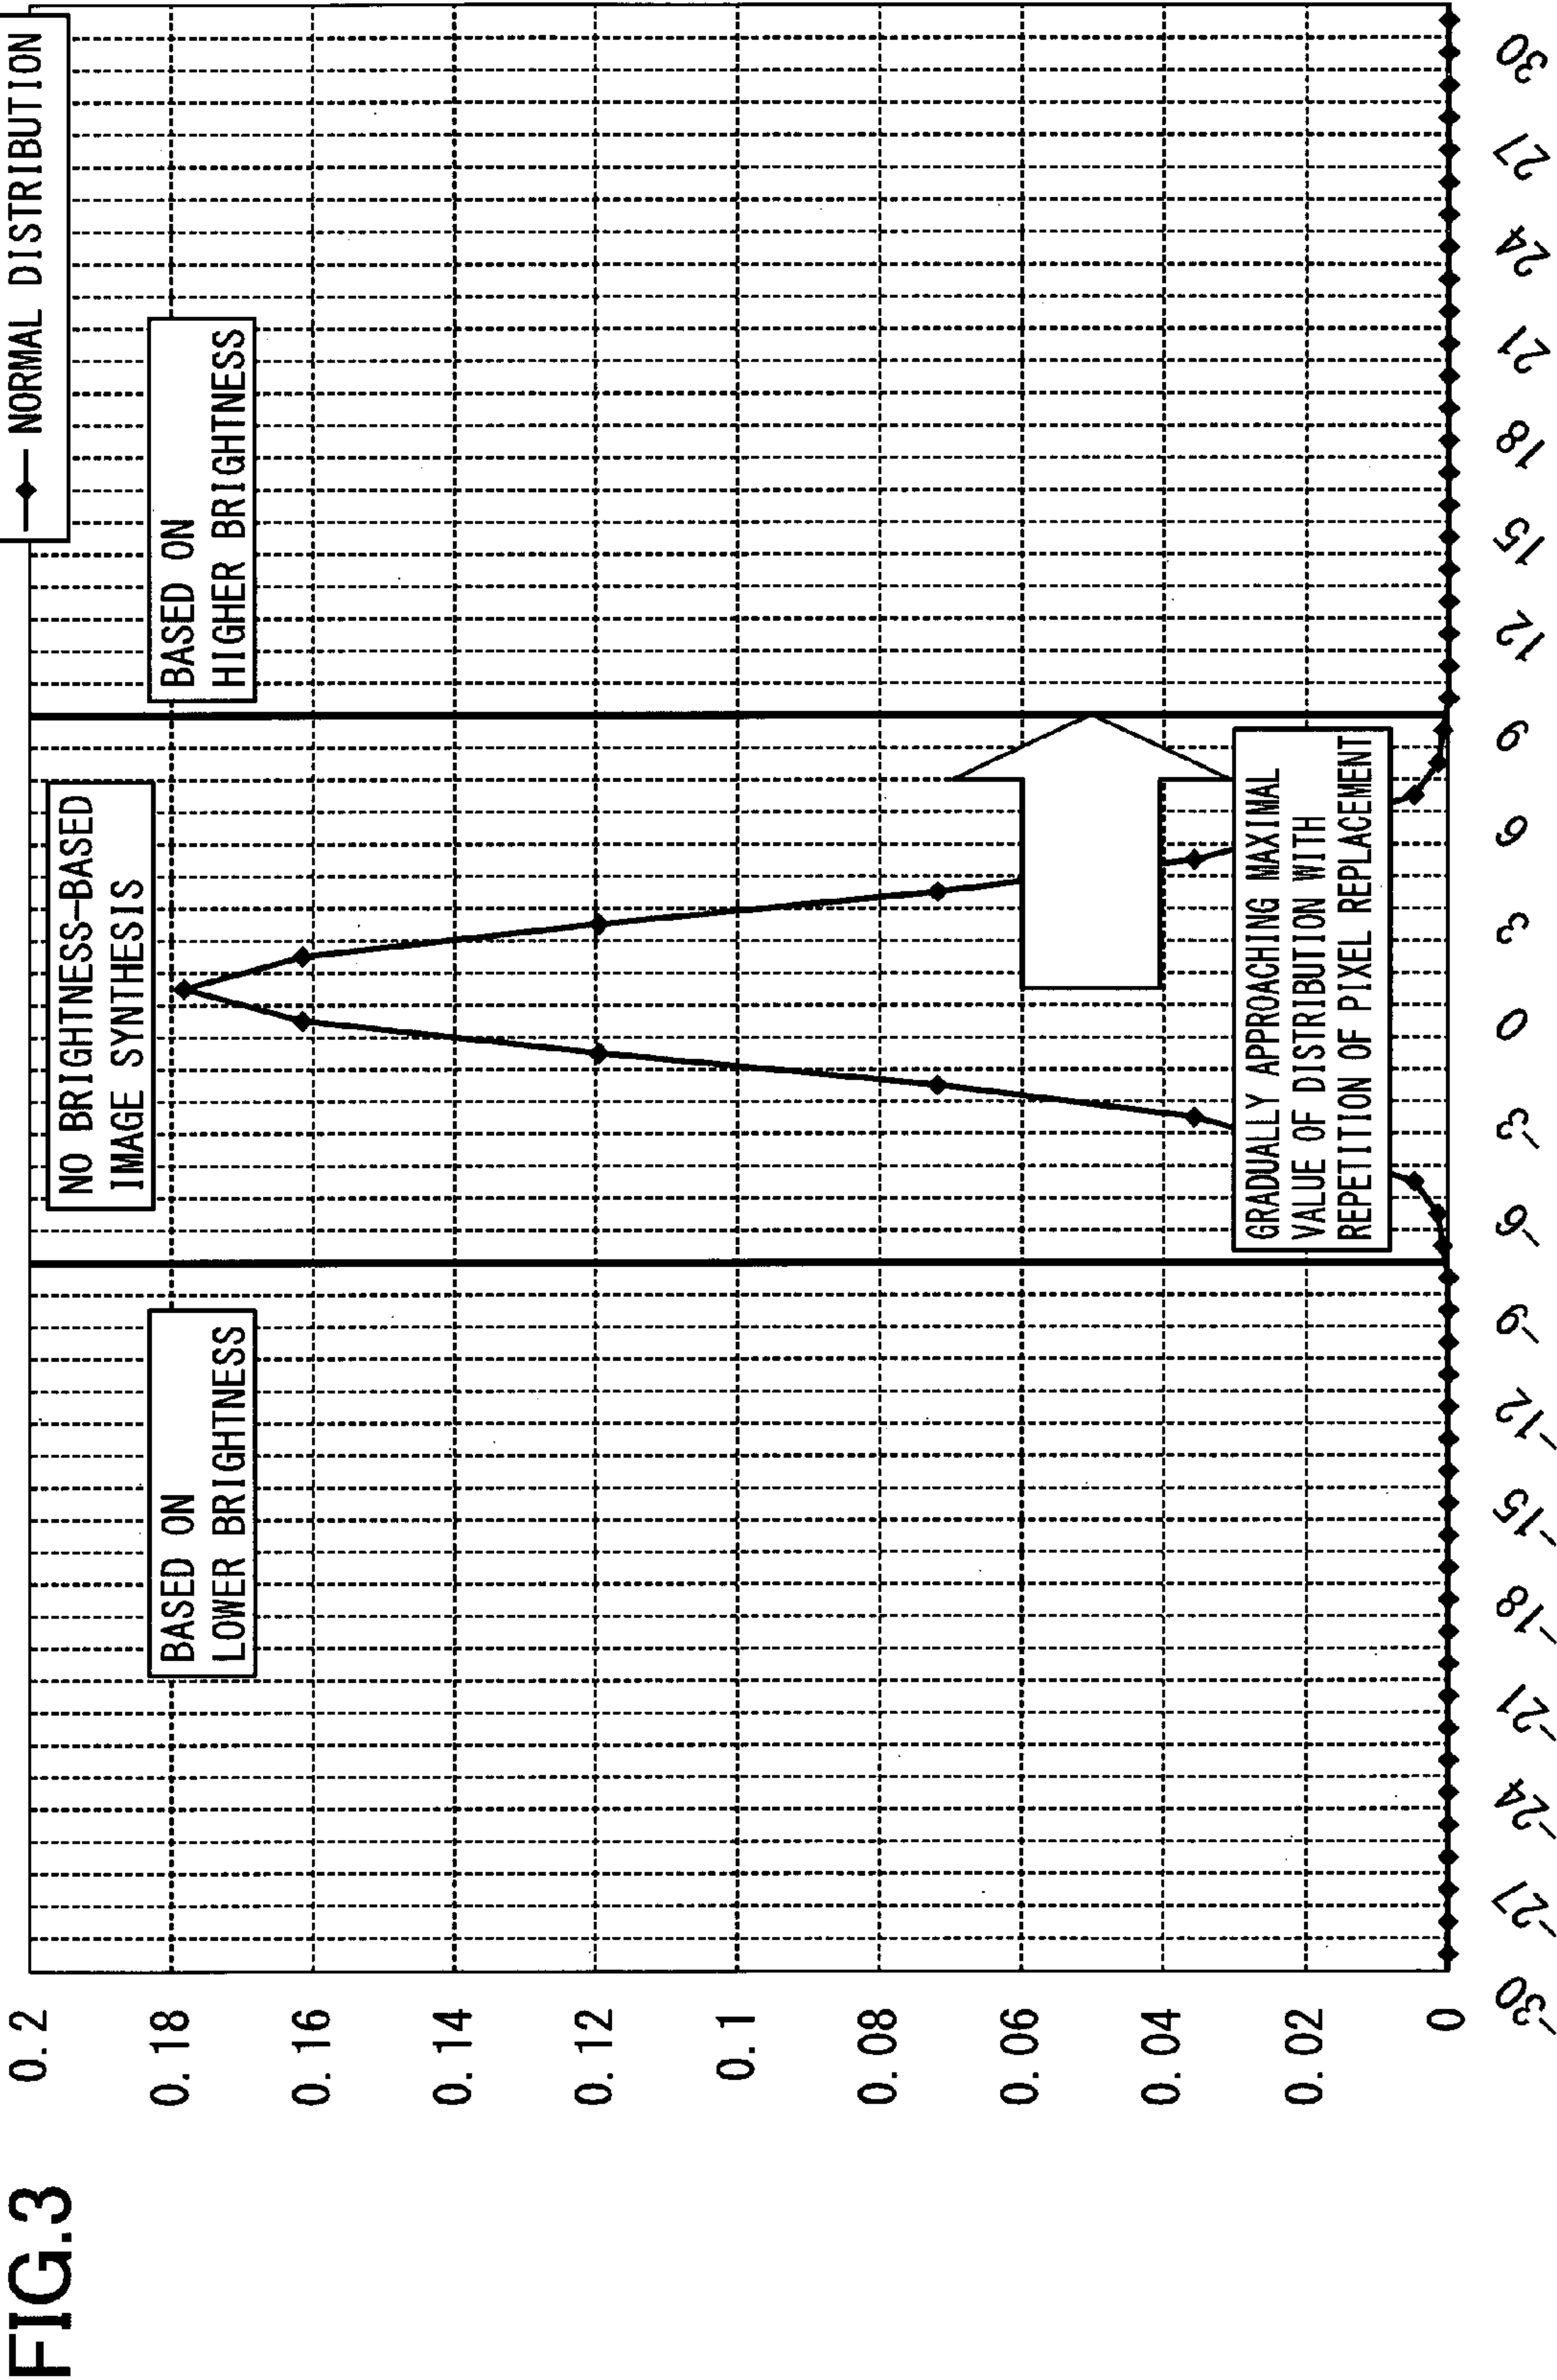 FIG.3
NORMAL DISTRIBUTION
NO BRIGHTNESS-BASED
IMAGE SYNTHESIS
BASED ON
LOWER BRIGHTNESS
BASED ON
HIGHER BRIGHTNESS
GRADUALLY APPROACHING MAXIMAL
VALUE OF DISTRIBUTION WITH
REPETITION OF PIXEL REPLACEMENT
0.2
0.18
0.16
0.14
0.12
0.1
0.08
0.06
0.04
0.02
0
-30 -27 -24 -21 -18 -15 -12 -9 -6 -3 0 3 6 9 12 15 18 21 24 27 30